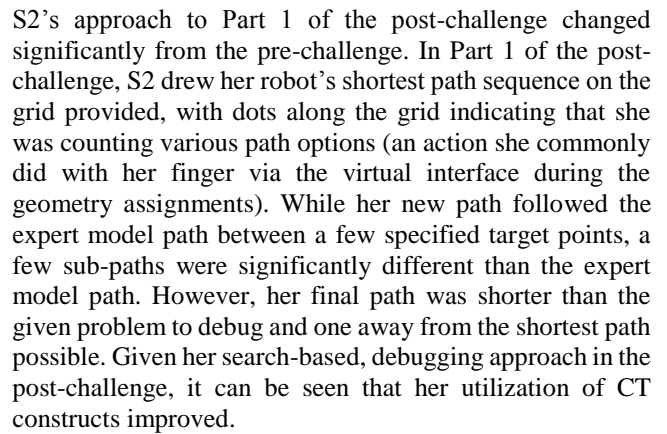 S2’s approach to Part 1 of the post-challenge changed
significantly from the pre-challenge. In Part 1 of the post-
challenge, S2 drew her robot’s shortest path sequence on the
grid provided, with dots along the grid indicating that she
was counting various path options (an action she commonly
did with her finger via the virtual interface during the
geometry assignments). While her new path followed the
expert model path between a few specified target points, a
few sub-paths were significantly different than the expert
model path. However, her final path was shorter than the
given problem to debug and one away from the shortest path
possible. Given her search-based, debugging approach in the
post-challenge, it can be seen that her utilization of CT
constructs improved.